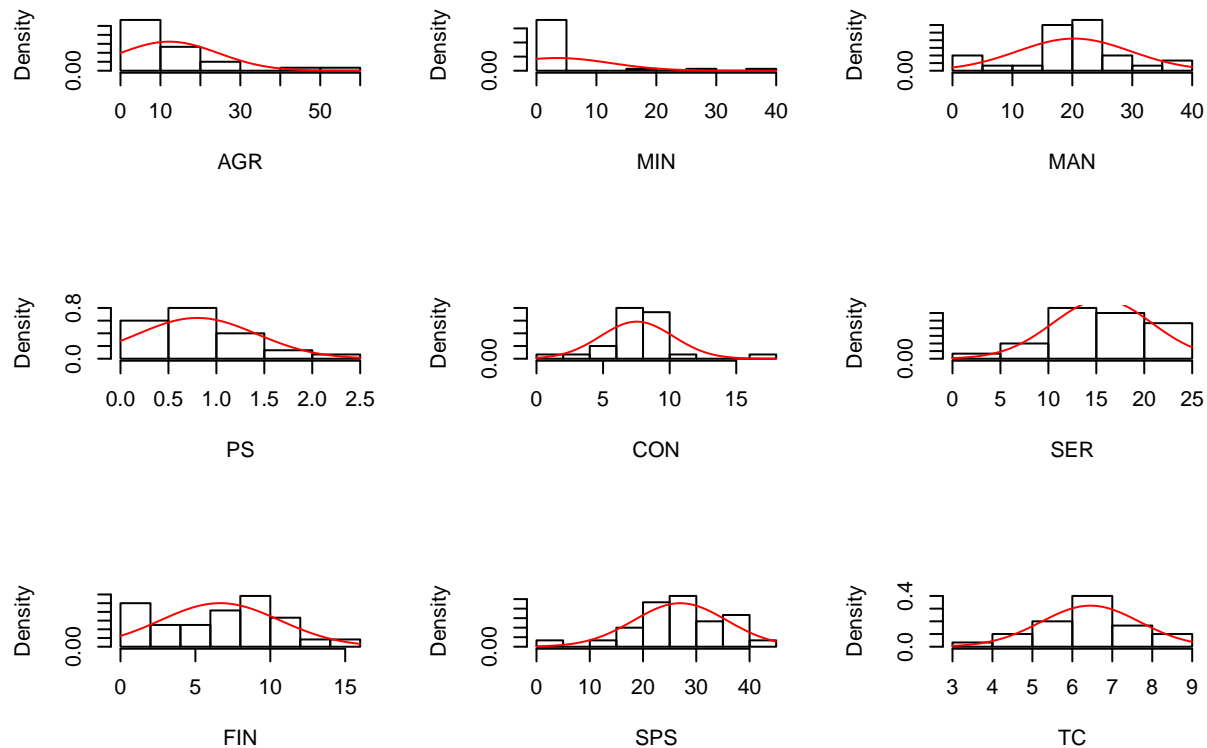 Density
0.00
0 10 30 50
AGR
Density
0.00
0 10 20 30 40
MIN
Density
0.00
0 10 20 30 40
MAN
Density
0.0 0.8
0.0 0.5 1.0 1.5 2.0 2.5
PS
Density
0.00
0 5 10 15
CON
Density
0.00
0 5 10 15 20 25
SER
Density
0.00
0 5 10 15
FIN
Density
0.00
0 10 20 30 40
SPS
Density
0.0 0.4
3 4 5 6 7 8 9
TC